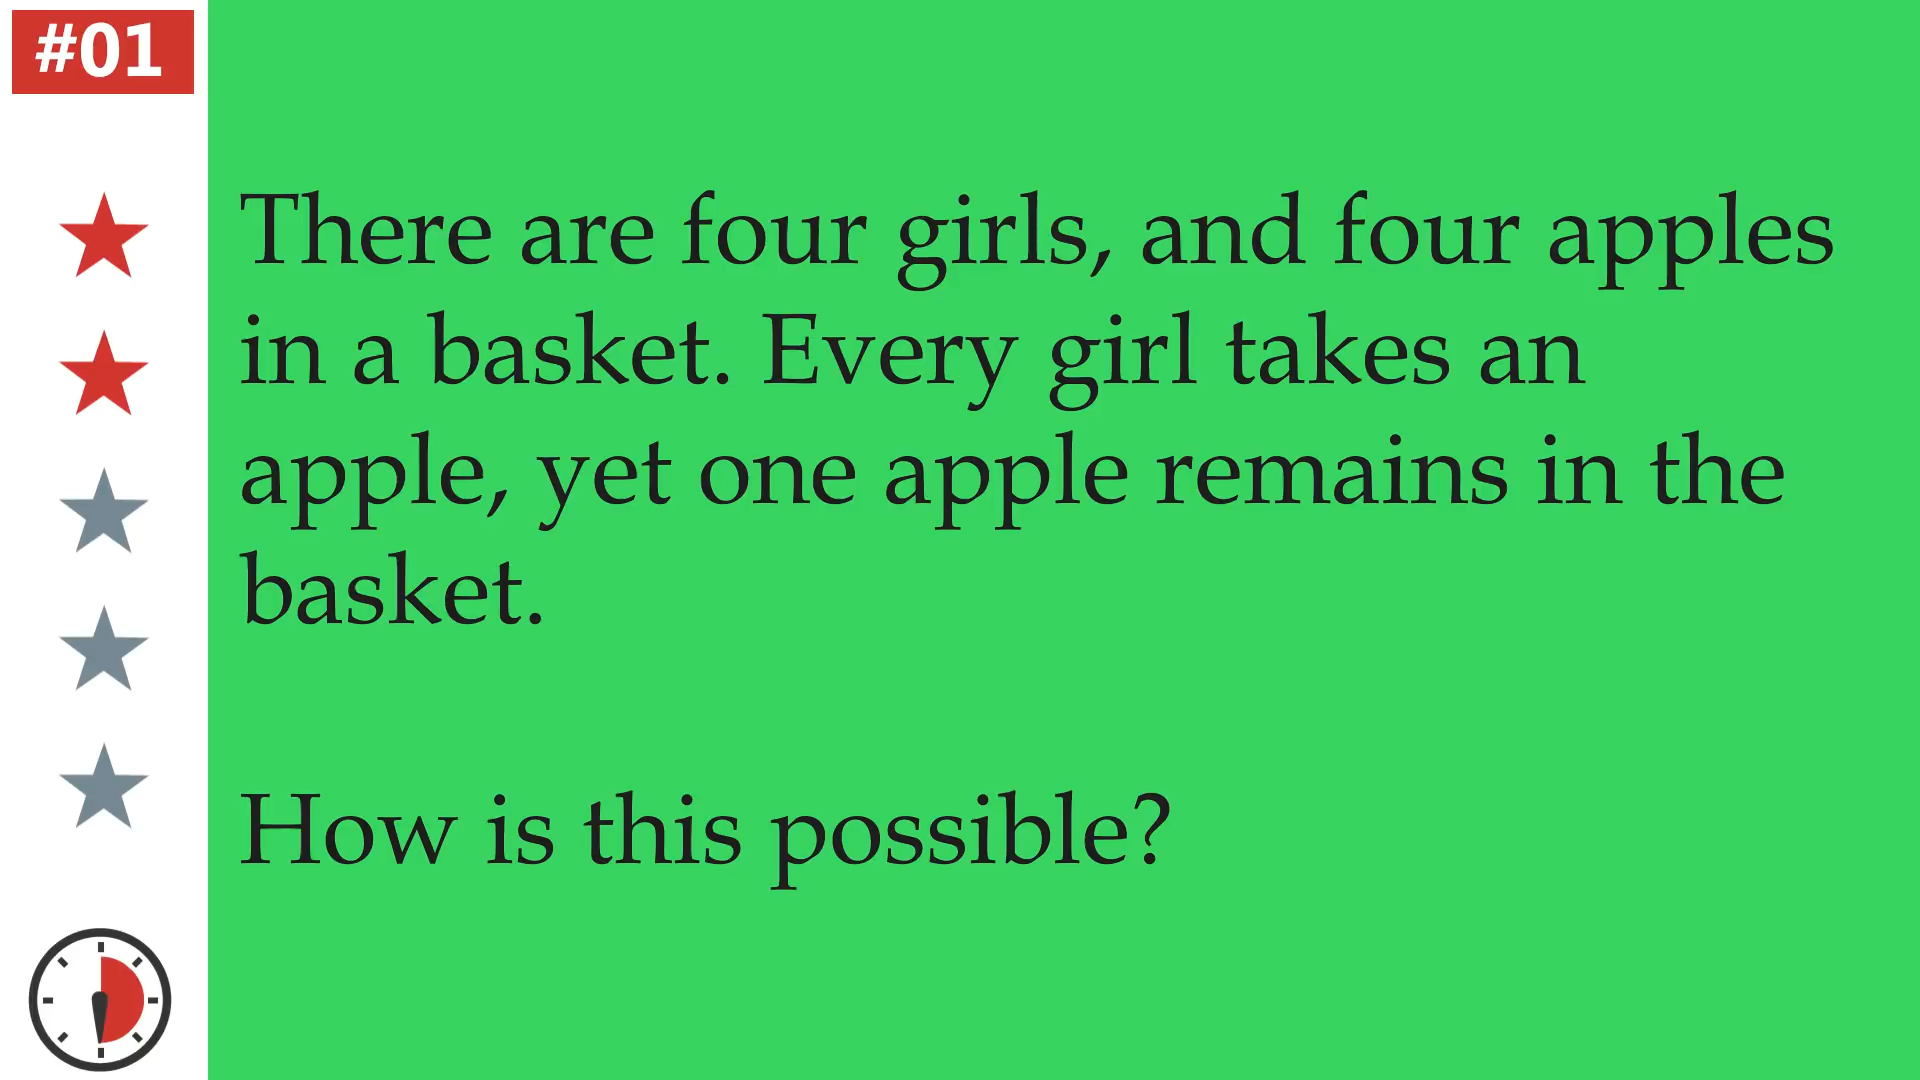 #01
There are four girls, and four apples
in a basket. Every girl takes an
apple, yet one apple remains in the
basket.
How is this possible?